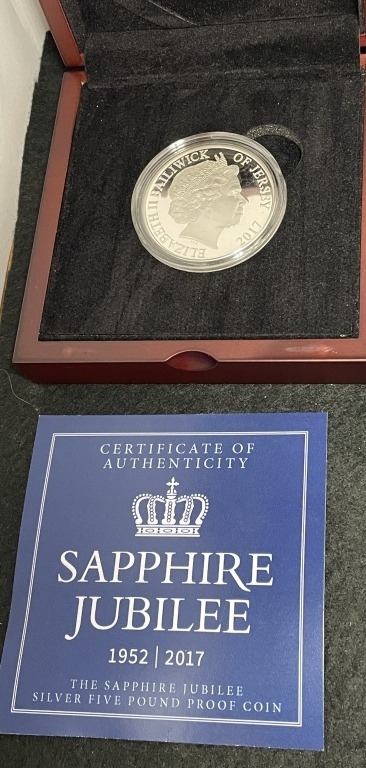 ELIZABETH II BAILIWICK OF JERSEY 2017
CERTIFICATE OF
AUTHENTICITY
SAPPHIRE
JUBILEE
1952 | 2017
THE SAPPHIRE JUBILEE
SILVER FIVE POUND PROOF COIN